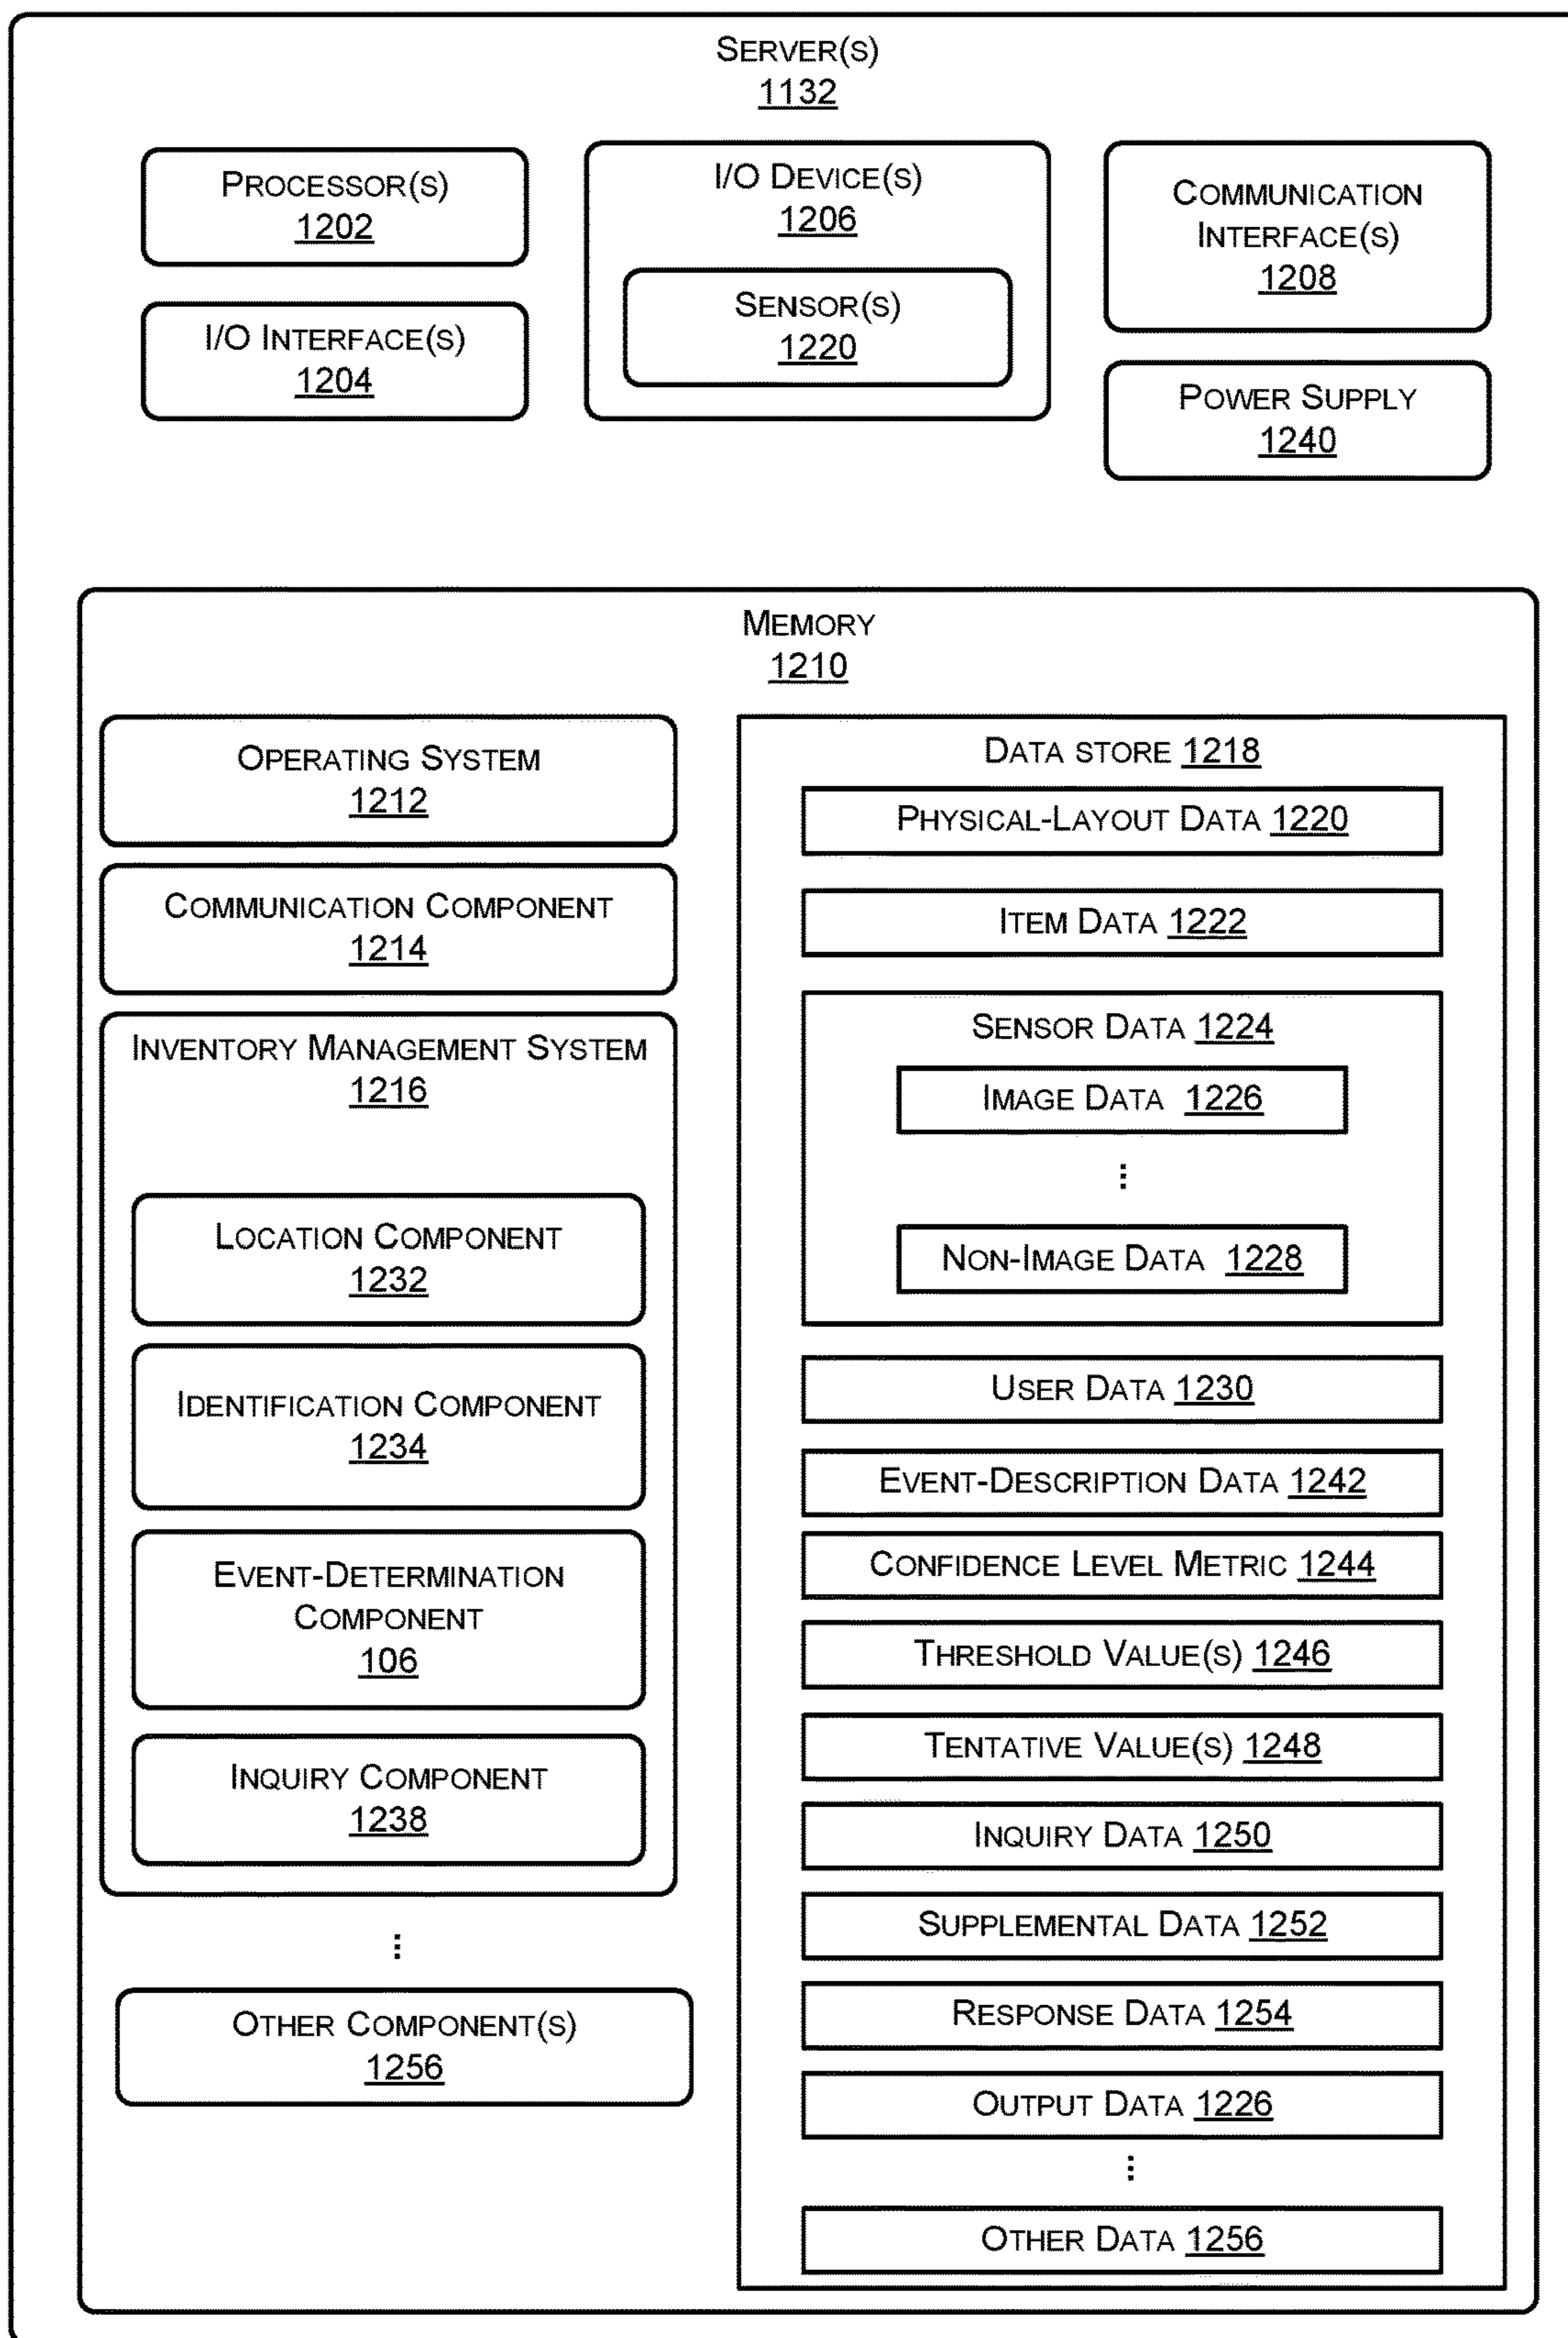 SERVER(S)
1132
PROCESSOR(S)
1202
I/O INTERFACE(S)
1204
I/O DEVICE(S)
1206
SENSOR(S)
1220
COMMUNICATION
INTERFACE(S)
1208
POWER SUPPLY
1240
MEMORY
1210
OPERATING SYSTEM
1212
COMMUNICATION COMPONENT
1214
INVENTORY MANAGEMENT SYSTEM
1216
LOCATION COMPONENT
1232
IDENTIFICATION COMPONENT
1234
EVENT-DETERMINATION
COMPONENT
106
INQUIRY COMPONENT
1238
⋮
OTHER COMPONENT(S)
1256
DATA STORE 1218
PHYSICAL-LAYOUT DATA 1220
ITEM DATA 1222
SENSOR DATA 1224
IMAGE DATA 1226
⋮
NON-IMAGE DATA 1228
USER DATA 1230
EVENT-DESCRIPTION DATA 1242
CONFIDENCE LEVEL METRIC 1244
THRESHOLD VALUE(S) 1246
TENTATIVE VALUE(S) 1248
INQUIRY DATA 1250
SUPPLEMENTAL DATA 1252
RESPONSE DATA 1254
OUTPUT DATA 1226
⋮
OTHER DATA 1256